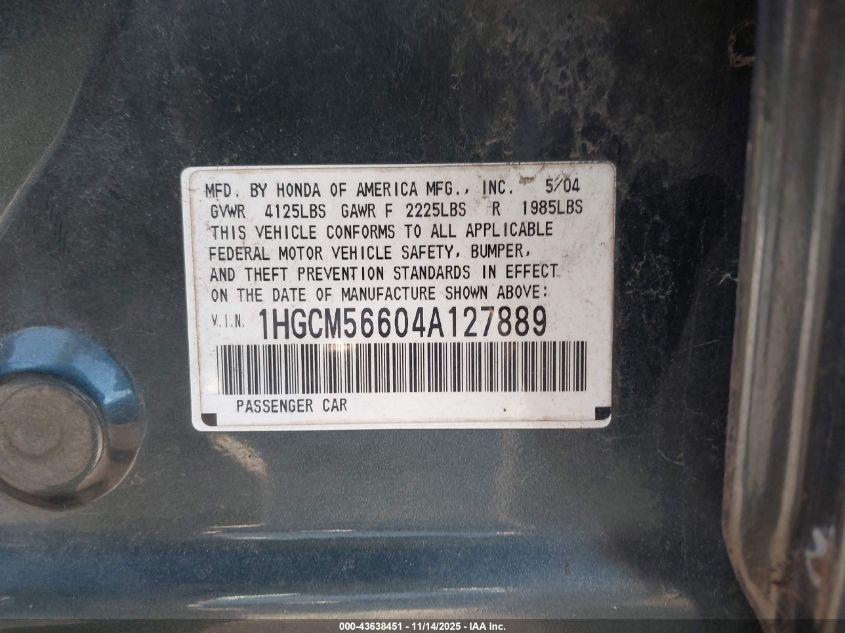 MFD. BY HONDA OF AMERICA MFG., INC. 5/04
GVWR 4125LBS GAWR F 2225LBS R 1985LBS
THIS VEHICLE CONFORMS TO ALL APPLICABLE
FEDERAL MOTOR VEHICLE SAFETY, BUMPER,
AND THEFT PREVENTION STANDARDS IN EFFECT
ON THE DATE OF MANUFACTURE SHOWN ABOVE:
V.I.N. 1HGCM56604A127889
PASSENGER CAR
000-43638451 - 11/14/2025 - IAA Inc.